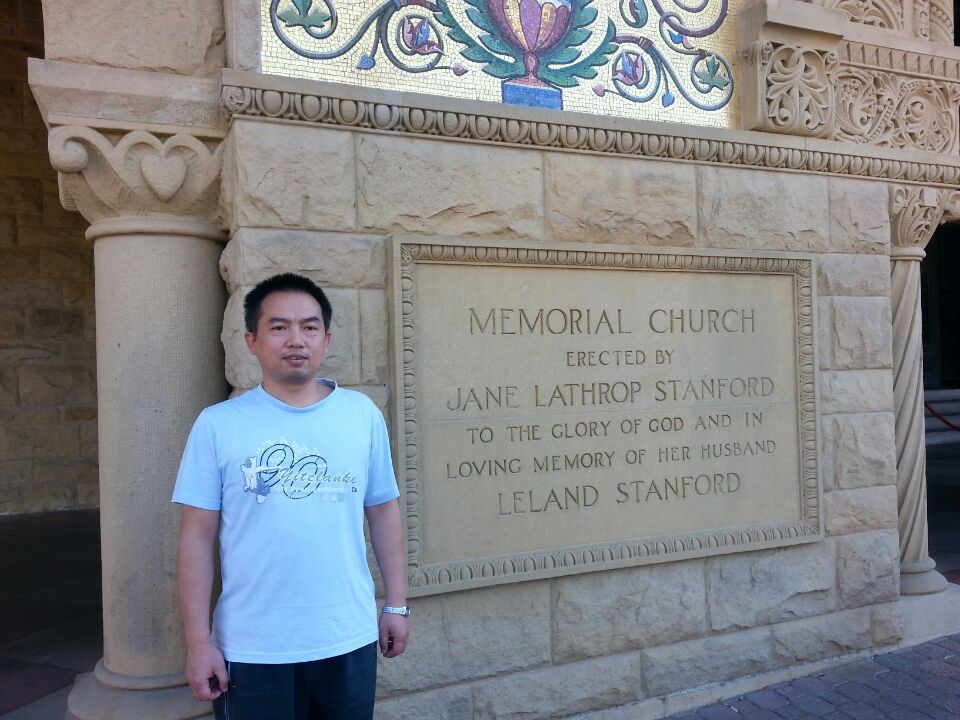 MEMORIAL CHURCH
ERECTED BY
JANE LATHROP STANFORD
TO THE GLORY OF GOD AND IN
LOVING MEMORY OF HER HUSBAND
LELAND STANFORD